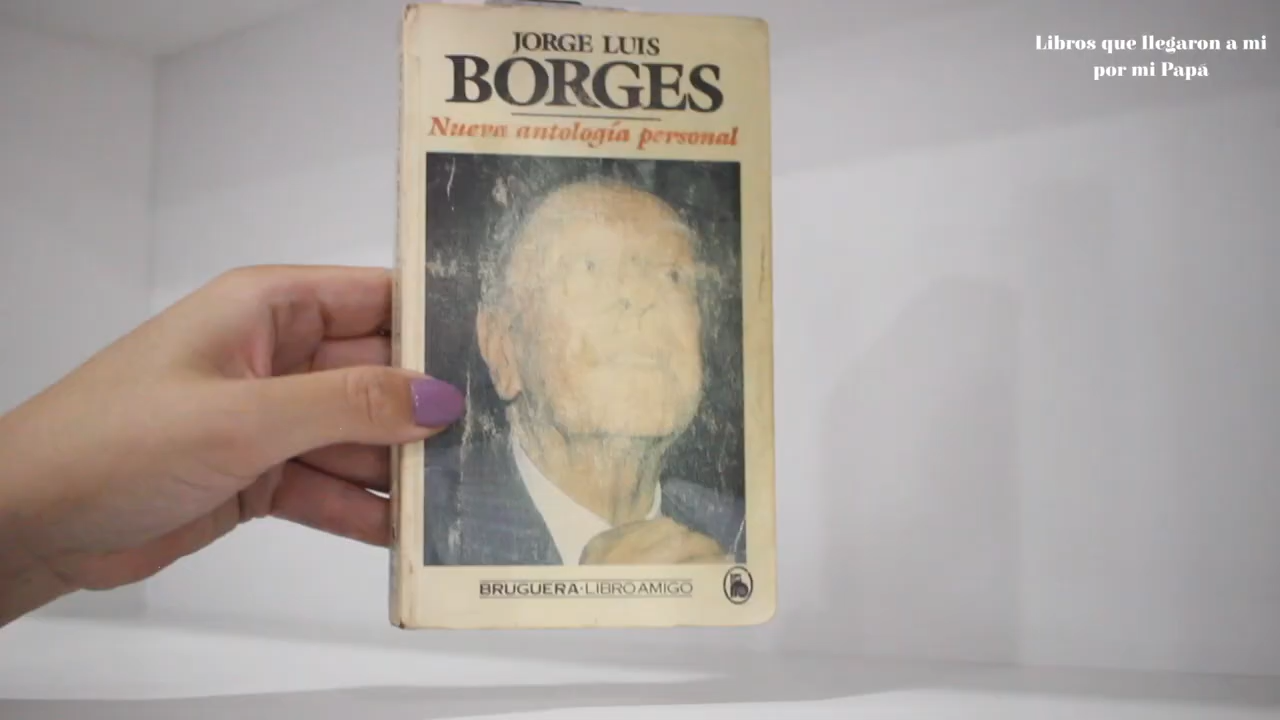 JORGE LUIS
BORGES
Nueva antología personal
BRUGUERA·LIBRO AMIGO
Libros que llegaron a mi
por mi Papá